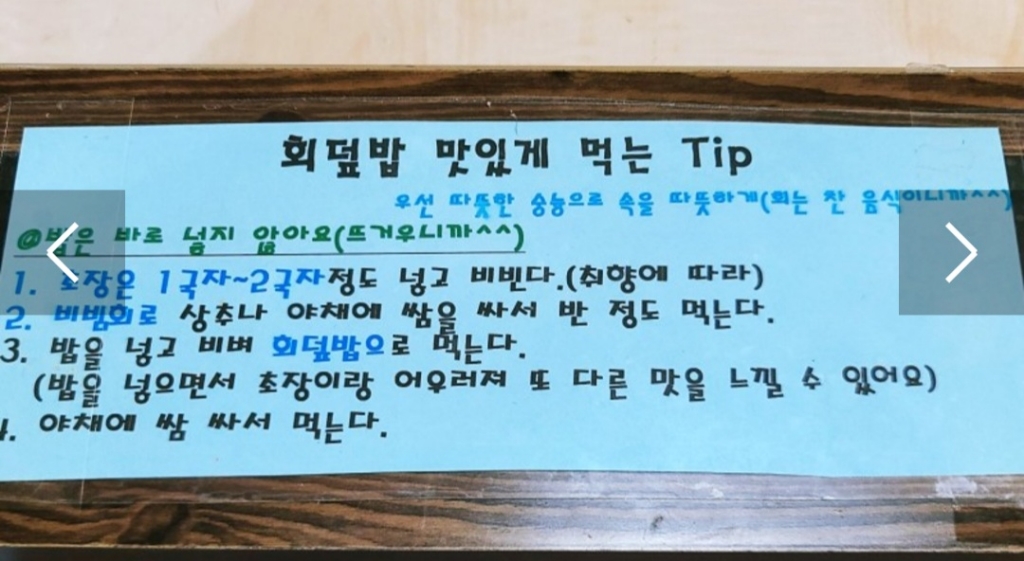 회덮밥 맛있게 먹는 Tip
우선 따뜻한 숭늉으로 속을 따뜻하게(회는 찬 음식이니까^^)
@밥은 바로 넣지 않아요(뜨거우니까^^)
1. 초장은 1국자~2국자정도 넣고 비빈다.(취향에 따라)
2. 비빔회로 상추나 야채에 쌈을 싸서 반 정도 먹는다.
3. 밥을 넣고 비벼 회덮밥으로 먹는다.
(밥을 넣으면서 초장이랑 어우러져 또 다른 맛을 느낄 수 있어요)
4. 야채에 쌈 싸서 먹는다.